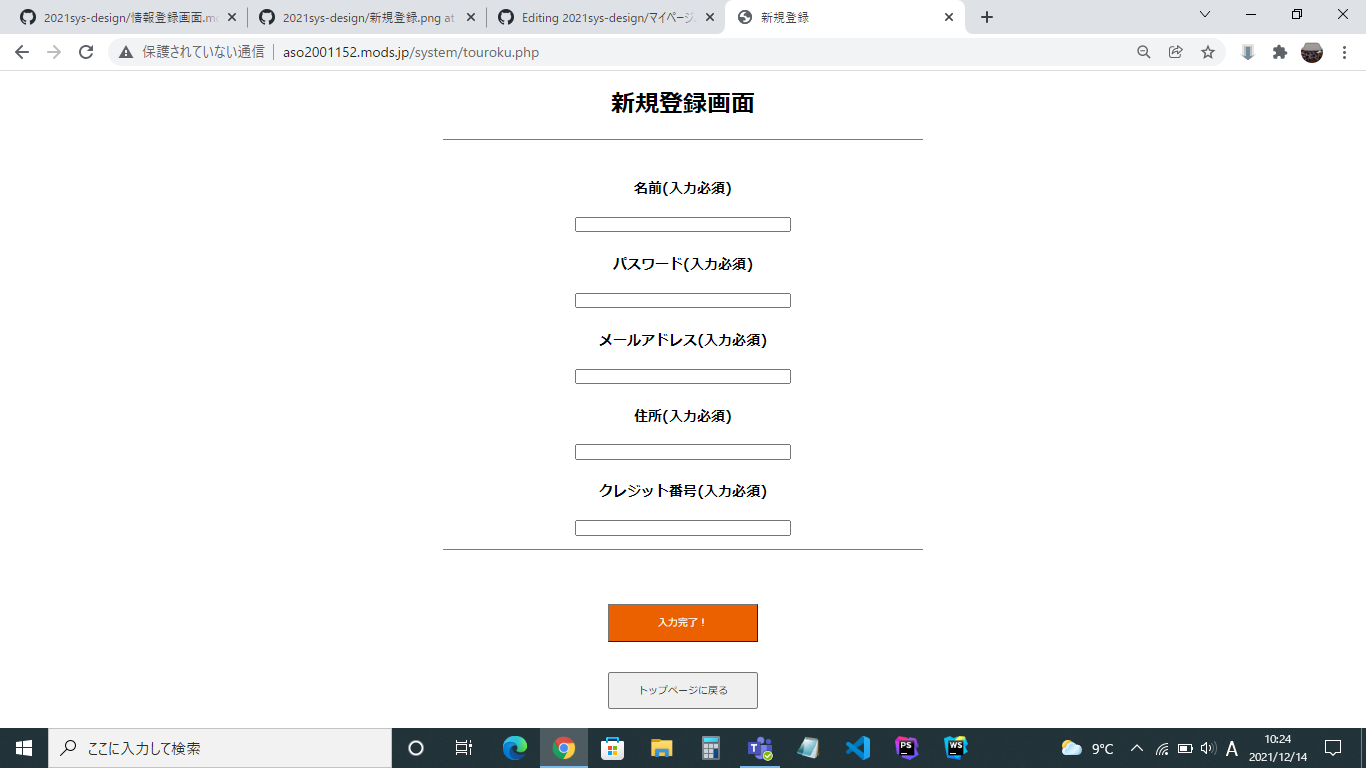 2021sys-design/情報登録画面.m
2021sys-design/新規登録.png at
Editing 2021sys-design/マイページ
新規登録
保護されていない通信
aso2001152.mods.jp/system/touroku.php
新規登録画面
名前(入力必須)
パスワード(入力必須)
メールアドレス(入力必須)
住所(入力必須)
クレジット番号(入力必須)
入力完了！
トップページに戻る
ここに入力して検索
PS
WS
9°C
A
10:24
2021/12/14